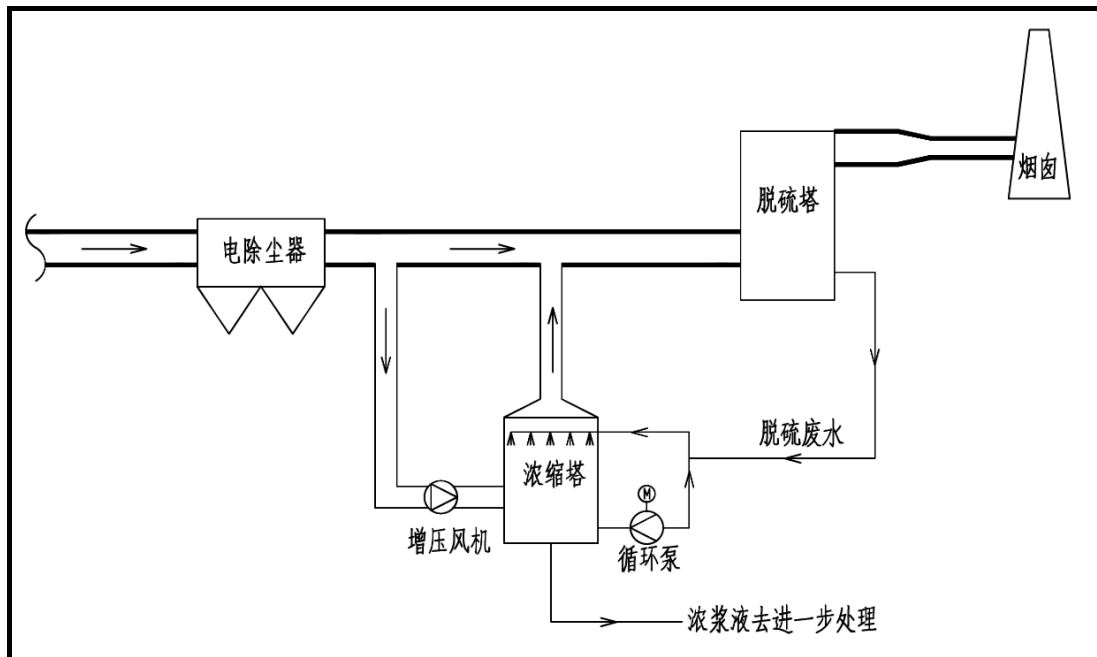 烟囱
脱硫塔
电除尘器
脱硫废水
浓缩塔
M
增压风机
循环泵
浓浆液去进一步处理